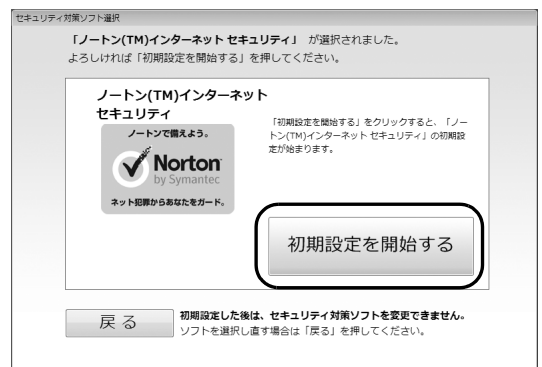 セキュリティ対策ソフト選択
「ノートン(TM)インターネット セキュリティ」 が選択されました。
よろしければ「初期設定を開始する」を押してください。
ノートン(TM)インターネット
セキュリティ
ノートンで備えよう。
Norton
by Symantec
ネット犯罪からあなたをガード。
「初期設定を開始する」をクリックすると、「ノー
トン(TM)インターネット セキュリティ」の初期設
定が始まります。
初期設定を開始する
戻 る
初期設定した後は、セキュリティ対策ソフトを変更できません。
ソフトを選択し直す場合は「戻る」を押してください。